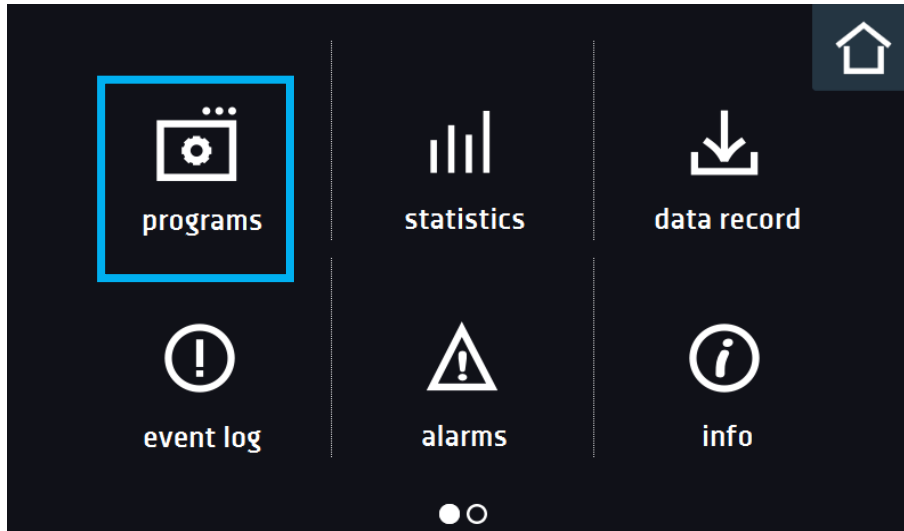 programs
statistics
data record
event log
alarms
info